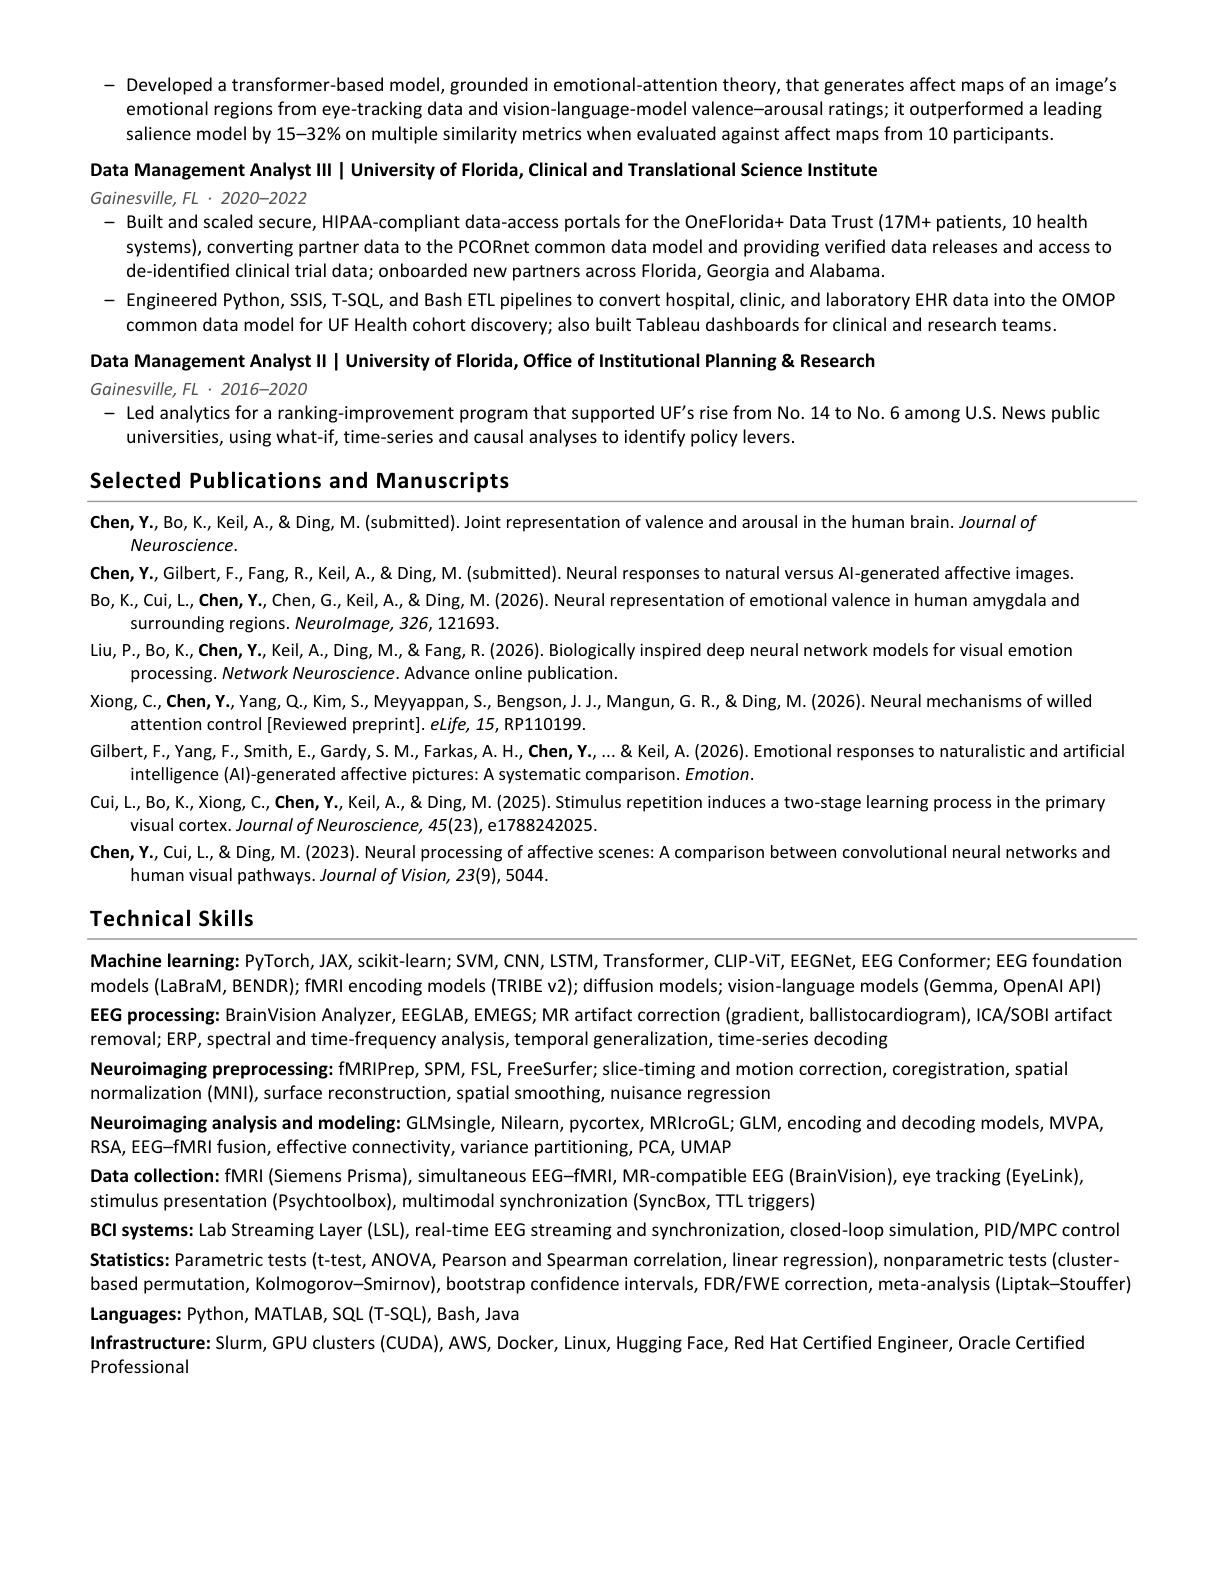 – Developed a transformer-based model, grounded in emotional-attention theory, that generates affect maps of an image’s
emotional regions from eye-tracking data and vision-language-model valence–arousal ratings; it outperformed a leading
salience model by 15–32% on multiple similarity metrics when evaluated against affect maps from 10 participants.
Data Management Analyst III | University of Florida, Clinical and Translational Science Institute
Gainesville, FL · 2020–2022
– Built and scaled secure, HIPAA-compliant data-access portals for the OneFlorida+ Data Trust (17M+ patients, 10 health
systems), converting partner data to the PCORnet common data model and providing verified data releases and access to
de-identified clinical trial data; onboarded new partners across Florida, Georgia and Alabama.
– Engineered Python, SSIS, T-SQL, and Bash ETL pipelines to convert hospital, clinic, and laboratory EHR data into the OMOP
common data model for UF Health cohort discovery; also built Tableau dashboards for clinical and research teams.
Data Management Analyst II | University of Florida, Office of Institutional Planning & Research
Gainesville, FL · 2016–2020
– Led analytics for a ranking-improvement program that supported UF’s rise from No. 14 to No. 6 among U.S. News public
universities, using what-if, time-series and causal analyses to identify policy levers.
Selected Publications and Manuscripts
Chen, Y., Bo, K., Keil, A., & Ding, M. (submitted). Joint representation of valence and arousal in the human brain. Journal of
Neuroscience.
Chen, Y., Gilbert, F., Fang, R., Keil, A., & Ding, M. (submitted). Neural responses to natural versus AI-generated affective images.
Bo, K., Cui, L., Chen, Y., Chen, G., Keil, A., & Ding, M. (2026). Neural representation of emotional valence in human amygdala and
surrounding regions. NeuroImage, 326, 121693.
Liu, P., Bo, K., Chen, Y., Keil, A., Ding, M., & Fang, R. (2026). Biologically inspired deep neural network models for visual emotion
processing. Network Neuroscience. Advance online publication.
Xiong, C., Chen, Y., Yang, Q., Kim, S., Meyyappan, S., Bengson, J. J., Mangun, G. R., & Ding, M. (2026). Neural mechanisms of willed
attention control [Reviewed preprint]. eLife, 15, RP110199.
Gilbert, F., Yang, F., Smith, E., Gardy, S. M., Farkas, A. H., Chen, Y., ... & Keil, A. (2026). Emotional responses to naturalistic and artificial
intelligence (AI)-generated affective pictures: A systematic comparison. Emotion.
Cui, L., Bo, K., Xiong, C., Chen, Y., Keil, A., & Ding, M. (2025). Stimulus repetition induces a two-stage learning process in the primary
visual cortex. Journal of Neuroscience, 45(23), e1788242025.
Chen, Y., Cui, L., & Ding, M. (2023). Neural processing of affective scenes: A comparison between convolutional neural networks and
human visual pathways. Journal of Vision, 23(9), 5044.
Technical Skills
Machine learning: PyTorch, JAX, scikit-learn; SVM, CNN, LSTM, Transformer, CLIP-ViT, EEGNet, EEG Conformer; EEG foundation
models (LaBraM, BENDR); fMRI encoding models (TRIBE v2); diffusion models; vision-language models (Gemma, OpenAI API)
EEG processing: BrainVision Analyzer, EEGLAB, EMEGS; MR artifact correction (gradient, ballistocardiogram), ICA/SOBI artifact
removal; ERP, spectral and time-frequency analysis, temporal generalization, time-series decoding
Neuroimaging preprocessing: fMRIPrep, SPM, FSL, FreeSurfer; slice-timing and motion correction, coregistration, spatial
normalization (MNI), surface reconstruction, spatial smoothing, nuisance regression
Neuroimaging analysis and modeling: GLMsingle, Nilearn, pycortex, MRIcroGL; GLM, encoding and decoding models, MVPA,
RSA, EEG–fMRI fusion, effective connectivity, variance partitioning, PCA, UMAP
Data collection: fMRI (Siemens Prisma), simultaneous EEG–fMRI, MR-compatible EEG (BrainVision), eye tracking (EyeLink),
stimulus presentation (Psychtoolbox), multimodal synchronization (SyncBox, TTL triggers)
BCI systems: Lab Streaming Layer (LSL), real-time EEG streaming and synchronization, closed-loop simulation, PID/MPC control
Statistics: Parametric tests (t-test, ANOVA, Pearson and Spearman correlation, linear regression), nonparametric tests (cluster-
based permutation, Kolmogorov–Smirnov), bootstrap confidence intervals, FDR/FWE correction, meta-analysis (Liptak–Stouffer)
Languages: Python, MATLAB, SQL (T-SQL), Bash, Java
Infrastructure: Slurm, GPU clusters (CUDA), AWS, Docker, Linux, Hugging Face, Red Hat Certified Engineer, Oracle Certified
Professional